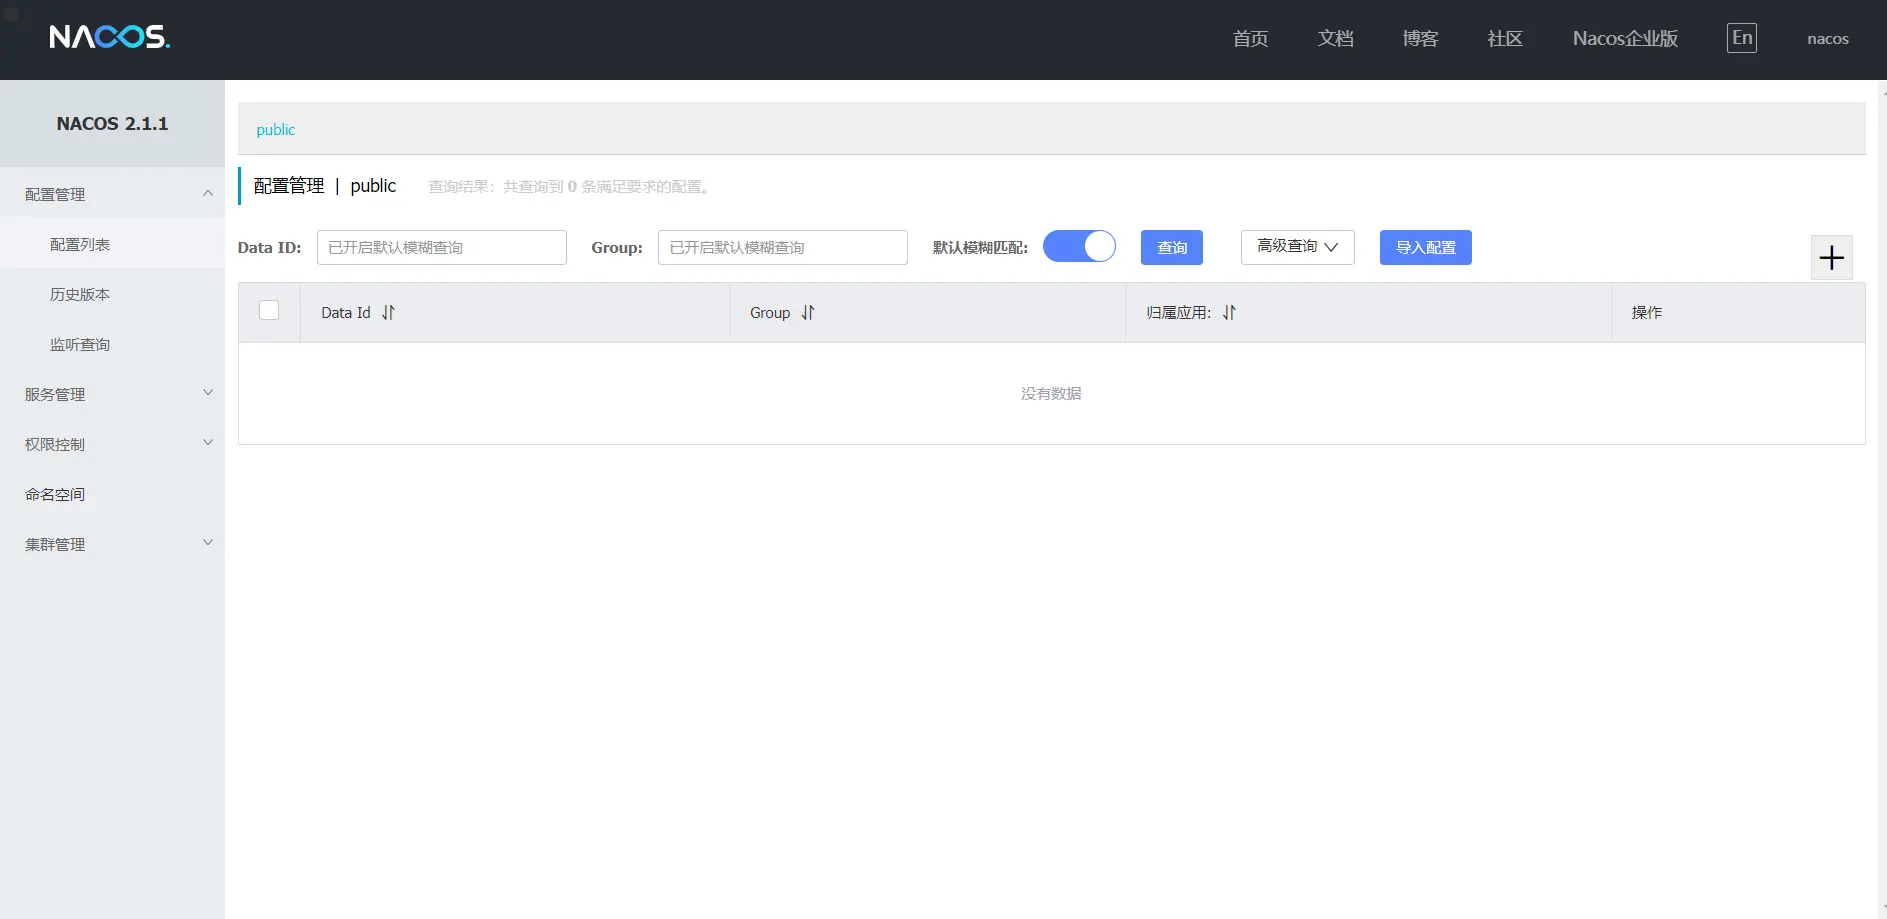 NACOS.
首页 文档 博客 社区 Nacos企业版 En nacos
NACOS 2.1.1
配置管理
配置列表
历史版本
监听查询
服务管理
权限控制
命名空间
集群管理
public
配置管理 | public 查询结果：共查询到 0 条满足要求的配置。
Data ID: 已开启默认模糊查询 Group: 已开启默认模糊查询 默认模糊匹配: 查询 高级查询 导入配置
Data Id Group 归属应用: 操作
没有数据